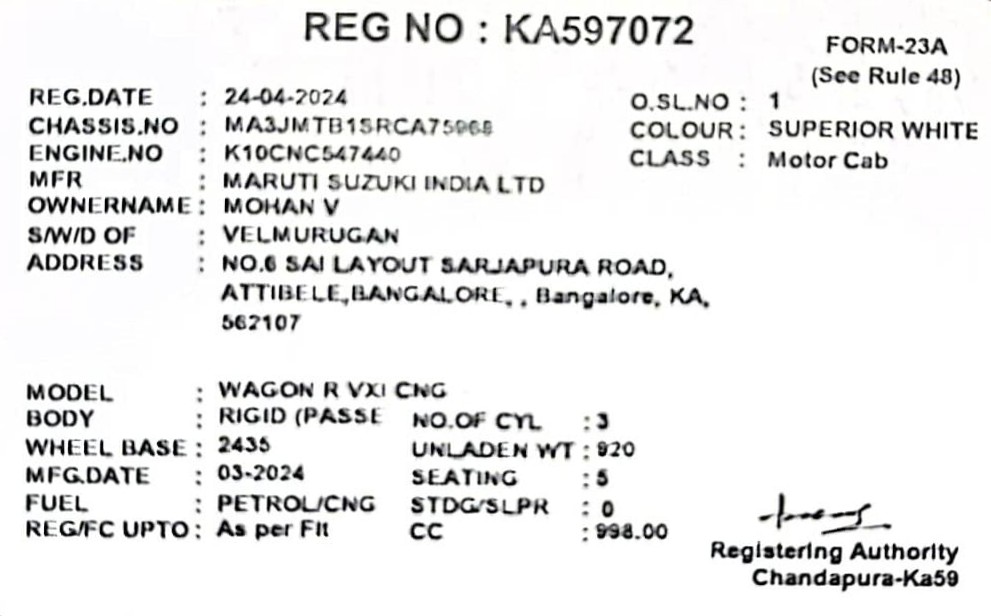 REG NO : KA597072
FORM-23A
(See Rule 48)
REG.DATE : 24-04-2024
O.SL.NO : 1
CHASSIS.NO : MA3JMTB1SRCA75968
COLOUR : SUPERIOR WHITE
ENGINE.NO : K10CNC547440
CLASS : Motor Cab
MFR : MARUTI SUZUKI INDIA LTD
OWNERNAME : MOHAN V
S/W/D OF : VELMURUGAN
ADDRESS : NO.6 SAI LAYOUT SARJAPURA ROAD,
ATTIBELE,BANGALORE, , Bangalore, KA,
562107
MODEL : WAGON R VXI CNG
BODY : RIGID (PASSE NO.OF CYL : 3
WHEEL BASE : 2435 UNLADEN WT : 920
MFG.DATE : 03-2024 SEATING : 5
FUEL : PETROL/CNG STDG/SLPR : 0
REG/FC UPTO : As per Fit CC : 998.00
Registering Authority
Chandapura-Ka59